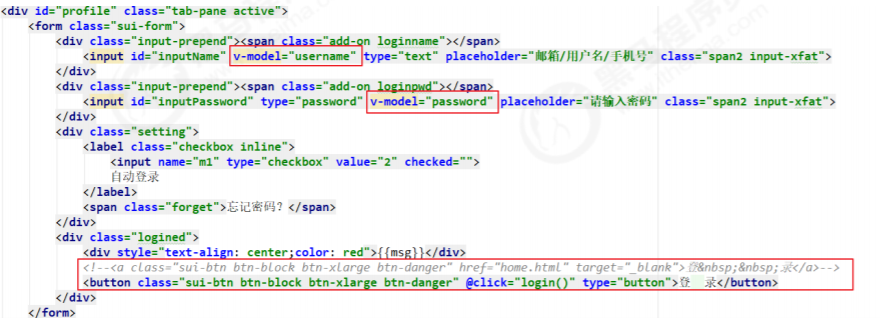 <div id="profile" class="tab-pane active">
<form class="sui-form">
<div class="input-prepend"><span class="add-on loginname"></span>
<input id="inputName" v-model="username" type="text" placeholder="邮箱/用户名/手机号" class="span2 input-xfat">
</div>
<div class="input-prepend"><span class="add-on loginpwd"></span>
<input id="inputPassword" type="password" v-model="password" placeholder="请输入密码" class="span2 input-xfat">
</div>
<div class="setting">
<label class="checkbox inline">
<input name="m1" type="checkbox" value="2" checked="">
自动登录
</label>
<span class="forget">忘记密码？</span>
</div>
<div class="logined">
<div style="text-align: center;color: red">{{msg}}</div>
<!--<a class="sui-btn btn-block btn-xlarge btn-danger" href="home.html" target="_blank">登&nbsp;&nbsp;录</a>-->
<button class="sui-btn btn-block btn-xlarge btn-danger" @click="login()" type="button">登  录</button>
</div>
</form>